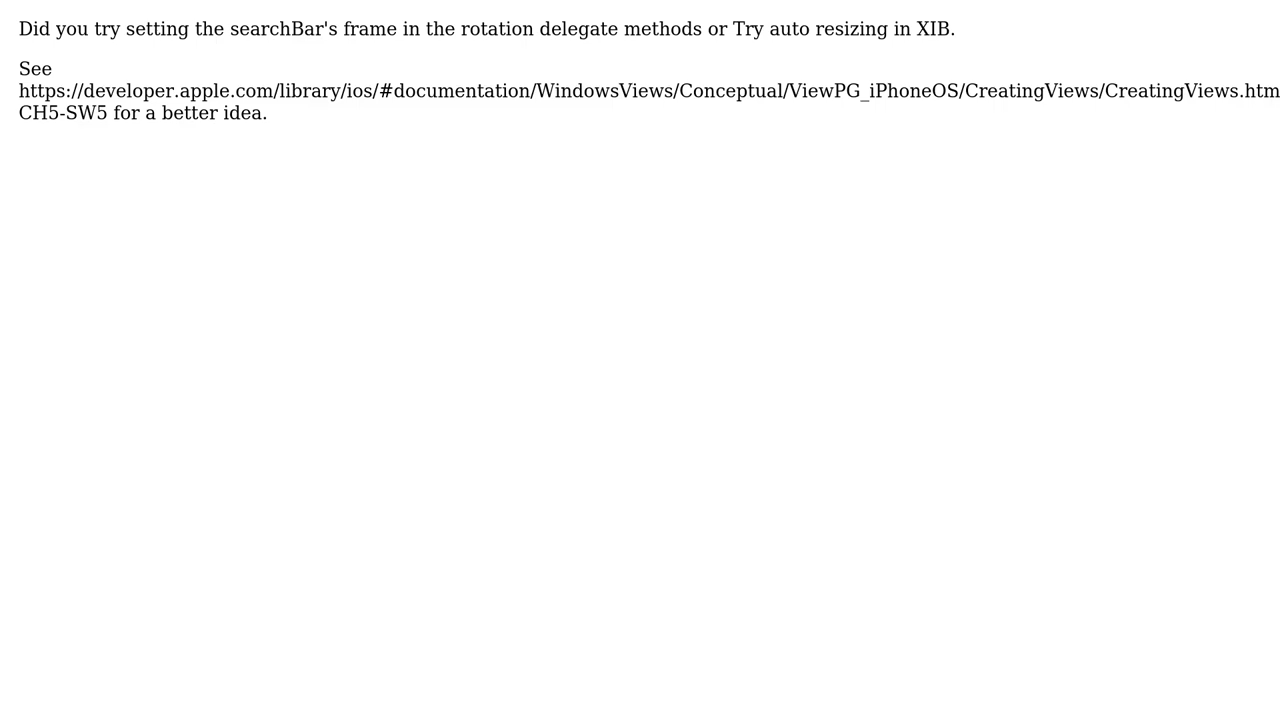 Did you try setting the searchBar's frame in the rotation delegate methods or Try auto resizing in XIB.
See
https://developer.apple.com/library/ios/#documentation/WindowsViews/Conceptual/ViewPG_iPhoneOS/CreatingViews/CreatingViews.htm
CH5-SW5 for a better idea.